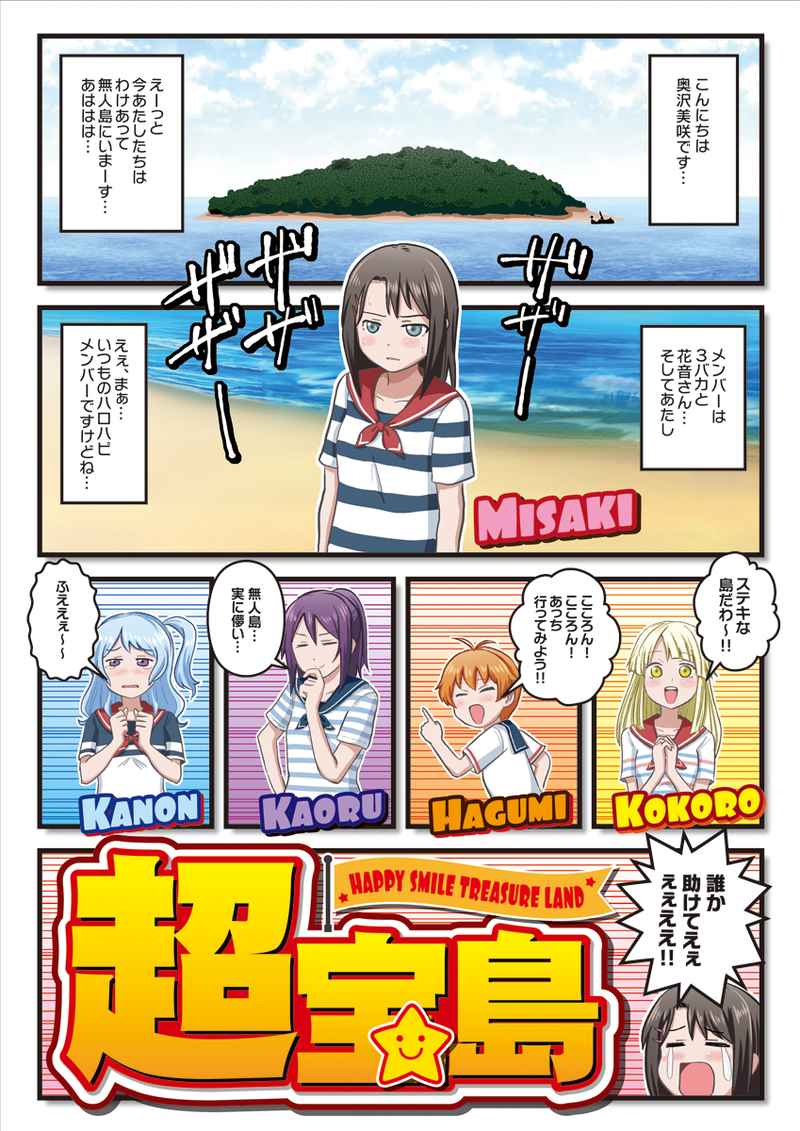 こんにちは
奥沢美咲です…
えーっと
今あたしたちは
わけあって
無人島にいまーす…
あははは…
ザザ
ザザザ
ザザ
ー
メンバーは
3バカと
花音さん…
そしてあたし
ええ、まぁ…
いつものハロハピ
メンバーですけどね…
MISAKI
ステキな
島だわ〜!!
KOKORO
こころん!
こころん!
あっち
行ってみよう!!
HAGUMI
無人島…
実に儚い…
KAORU
ふええぇ〜〜
KANON
誰か
助けてえぇ
ぇぇええ!!
HAPPY SMILE TREASURE LAND
超宝島